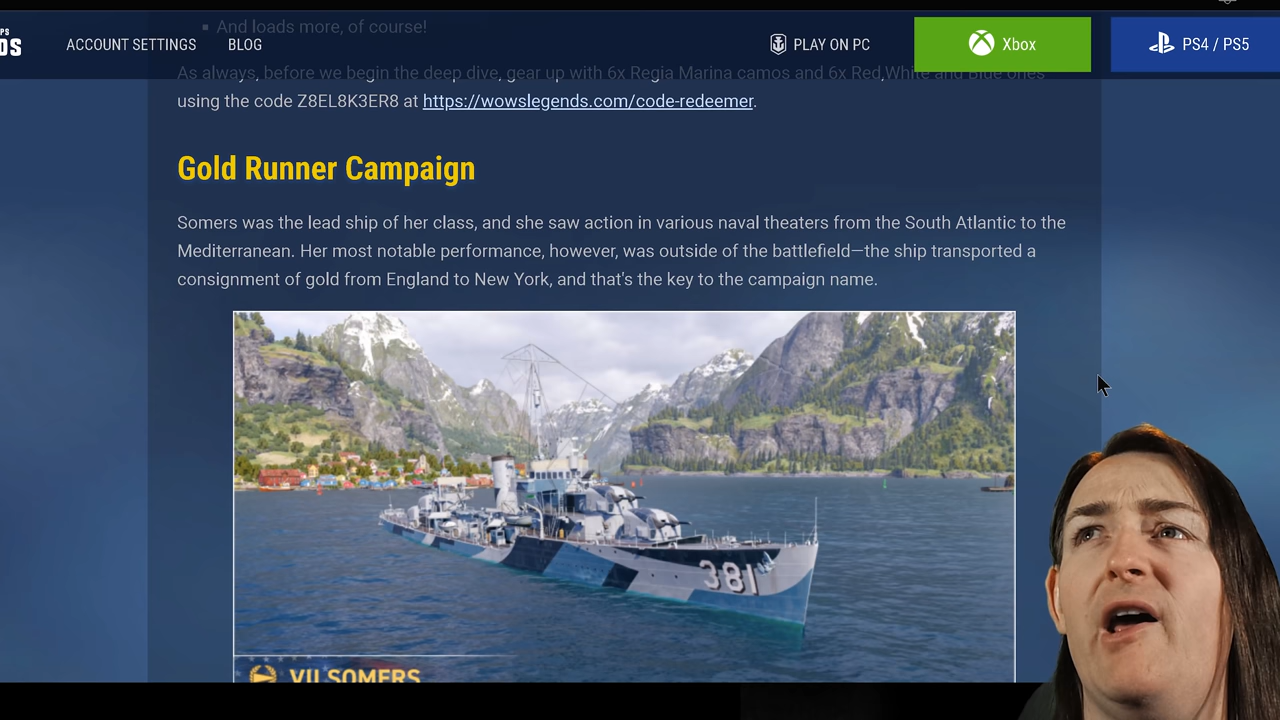 And loads more, of course!
PS
DS
ACCOUNT SETTINGS
BLOG
PLAY ON PC
Xbox
PS4 / PS5
As always, before we begin the deep dive, gear up with 6x Regia Marina camos and 6x Red,White and Blue ones
using the code Z8EL8K3ER8 at https://wowslegends.com/code-redeemer.
Gold Runner Campaign
Somers was the lead ship of her class, and she saw action in various naval theaters from the South Atlantic to the
Mediterranean. Her most notable performance, however, was outside of the battlefield—the ship transported a
consignment of gold from England to New York, and that's the key to the campaign name.
381
VII SOMERS